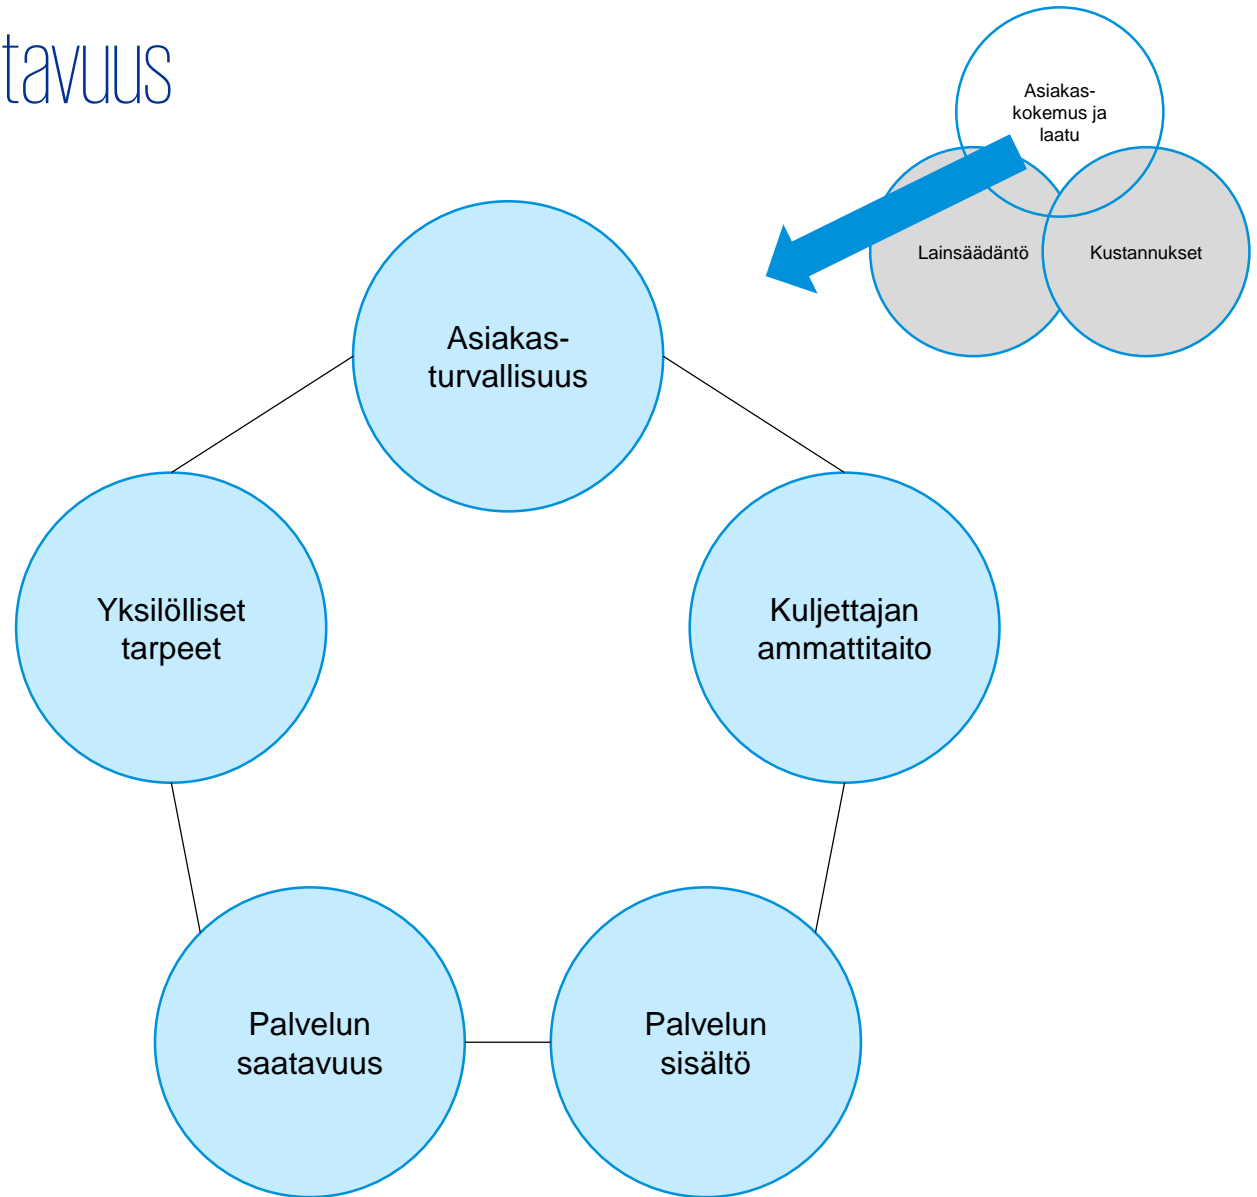 tavuus
Asiakas-
kokemus ja
laatu
Lainsäädäntö
Kustannukset
Asiakas-
turvallisuus
Yksilölliset
tarpeet
Kuljettajan
ammattitaito
Palvelun
saatavuus
Palvelun
sisältö